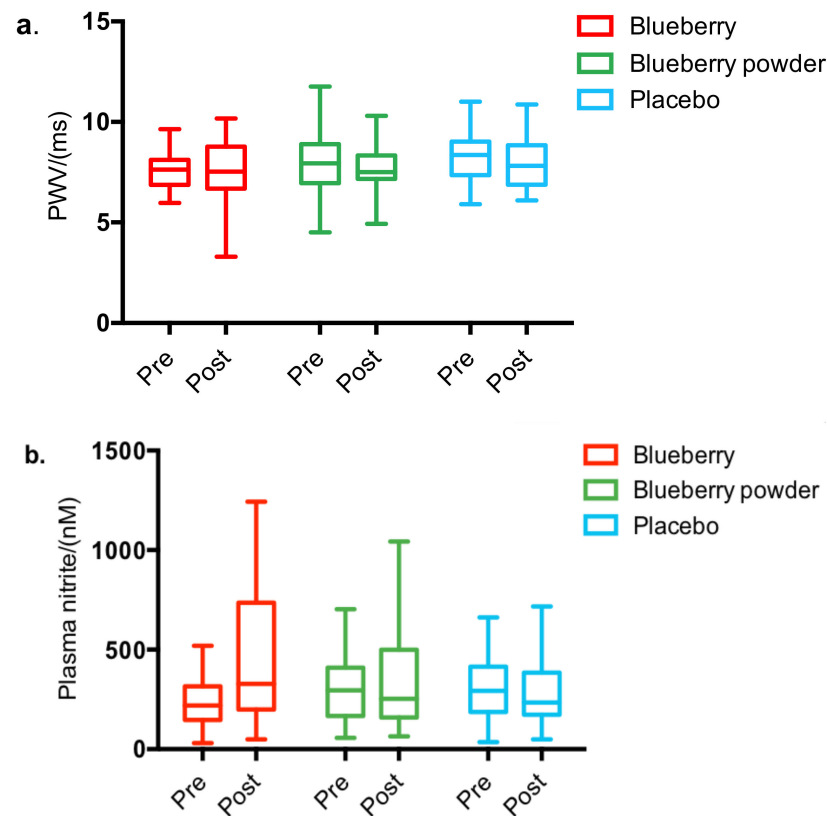 a.
15
10
5
0
PWV/(ms)
Pre
Post
Pre
Post
Pre
Post
Blueberry
Blueberry powder
Placebo
b.
1500
1000
500
0
Plasma nitrite/(nM)
Pre
Post
Pre
Post
Pre
Post
Blueberry
Blueberry powder
Placebo